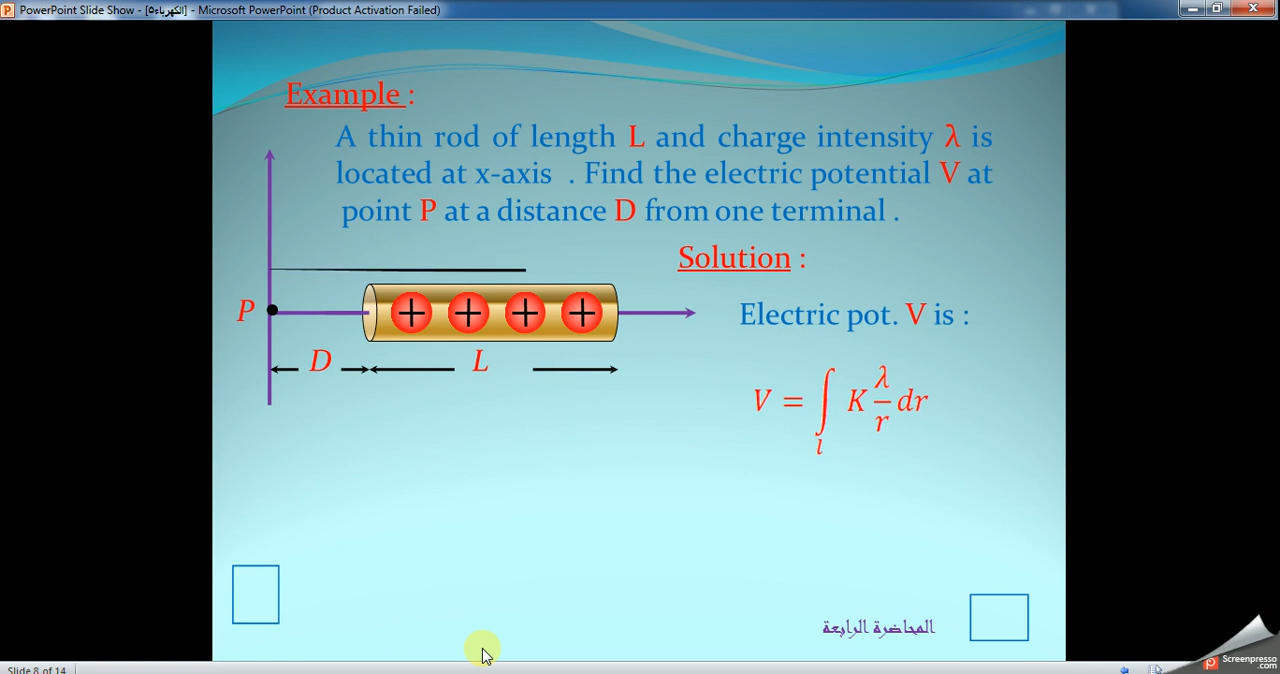 PowerPoint Slide Show - [الكهرباء٥] - Microsoft PowerPoint (Product Activation Failed)
Example :
A thin rod of length L and charge intensity λ is
located at x-axis . Find the electric potential V at
point P at a distance D from one terminal .
Solution :
P
+ + + +
Electric pot. V is :
D L
V = ∫l K λ/r dr
المحاضرة الرابعة
Slide 8 of 14
Screenpresso
.com